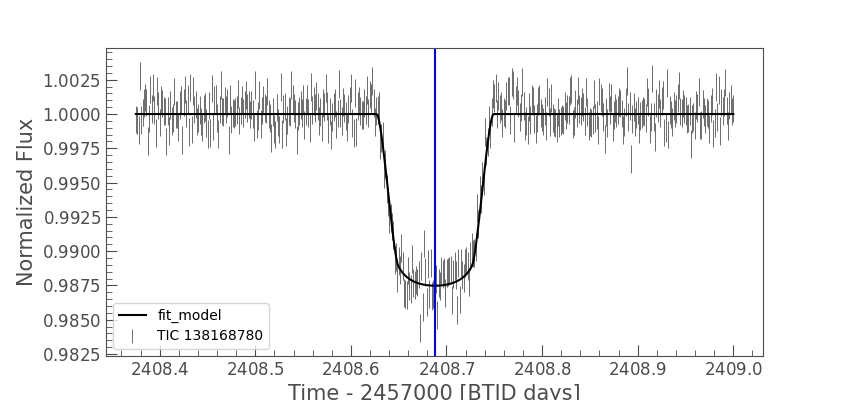 Normalized Flux
1.0025
1.0000
0.9975
0.9950
0.9925
0.9900
0.9875
0.9850
0.9825
fit_model
TIC 138168780
2408.4 2408.5 2408.6 2408.7 2408.8 2408.9 2409.0
Time - 2457000 [BTJD days]